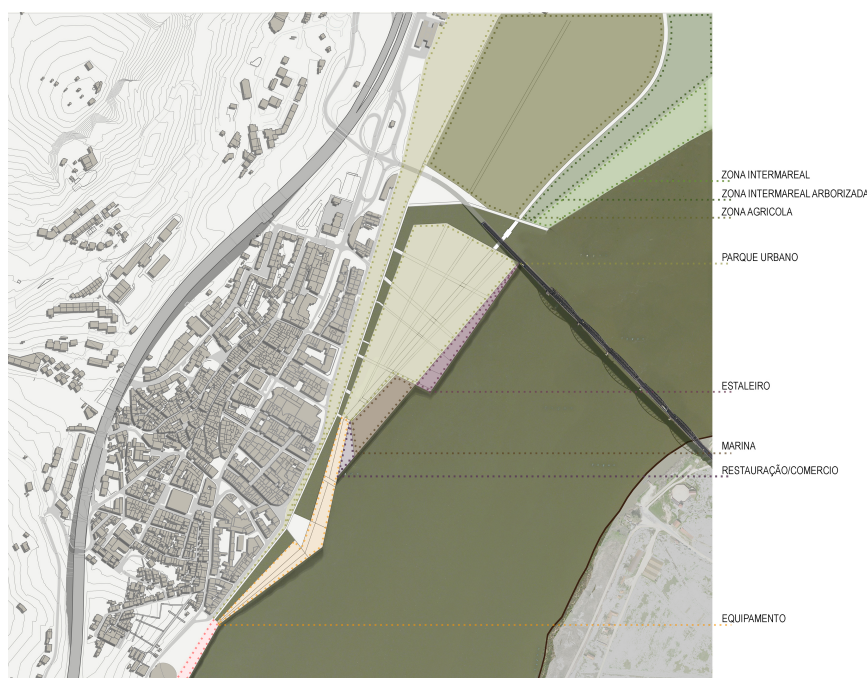 ZONA INTERMAREAL
ZONA INTERMAREAL ARBORIZADA
ZONA AGRICOLA
PARQUE URBANO
ESTALEIRO
MARINA
RESTAURAÇÃO/COMERCIO
EQUIPAMENTO